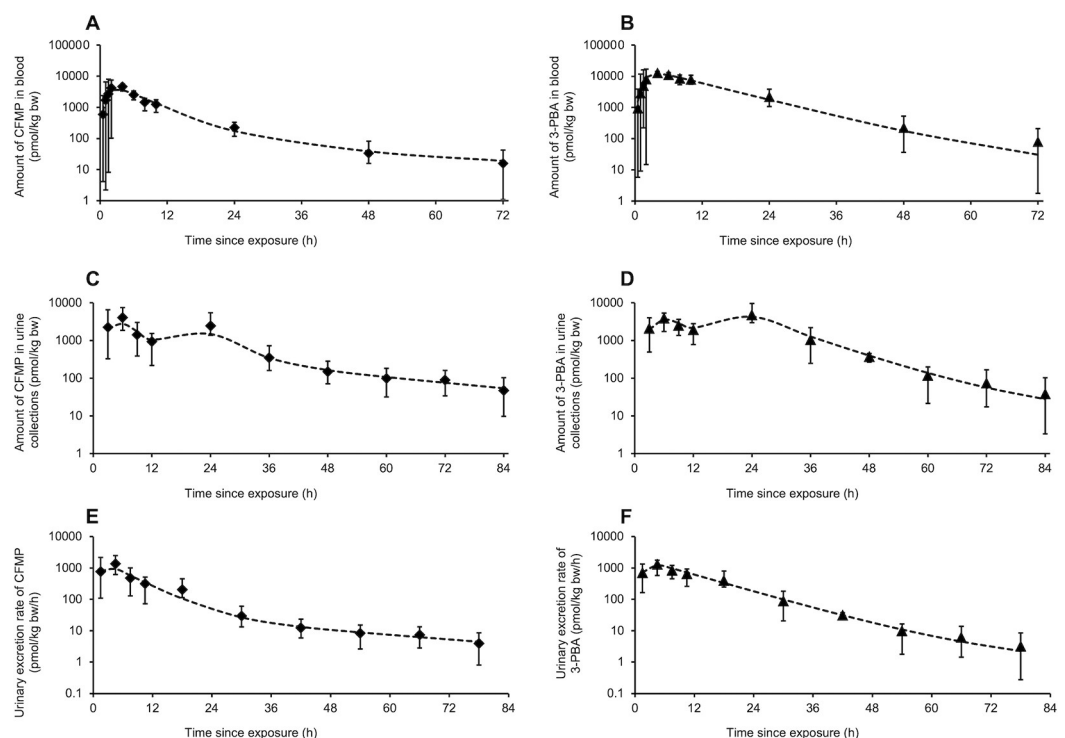 A
Amount of CFMP in blood
(pmol/kg bw)
100000
10000
1000
100
10
1
0 12 24 36 48 60 72
Time since exposure (h)
B
Amount of 3-PBA in blood
(pmol/kg bw)
100000
10000
1000
100
10
1
0 12 24 36 48 60 72
Time since exposure (h)
C
Amount of CFMP in urine
collections (pmol/kg bw)
10000
1000
100
10
1
0 12 24 36 48 60 72 84
Time since exposure (h)
D
Amount of 3-PBA in urine
collections (pmol/kg bw)
10000
1000
100
10
1
0 12 24 36 48 60 72 84
Time since exposure (h)
E
Urinary excretion rate of CFMP
(pmol/kg bw/h)
10000
1000
100
10
1
0.1
0 12 24 36 48 60 72 84
Time since exposure (h)
F
Urinary excretion rate of
3-PBA (pmol/kg bw/h)
10000
1000
100
10
1
0.1
0 12 24 36 48 60 72 84
Time since exposure (h)